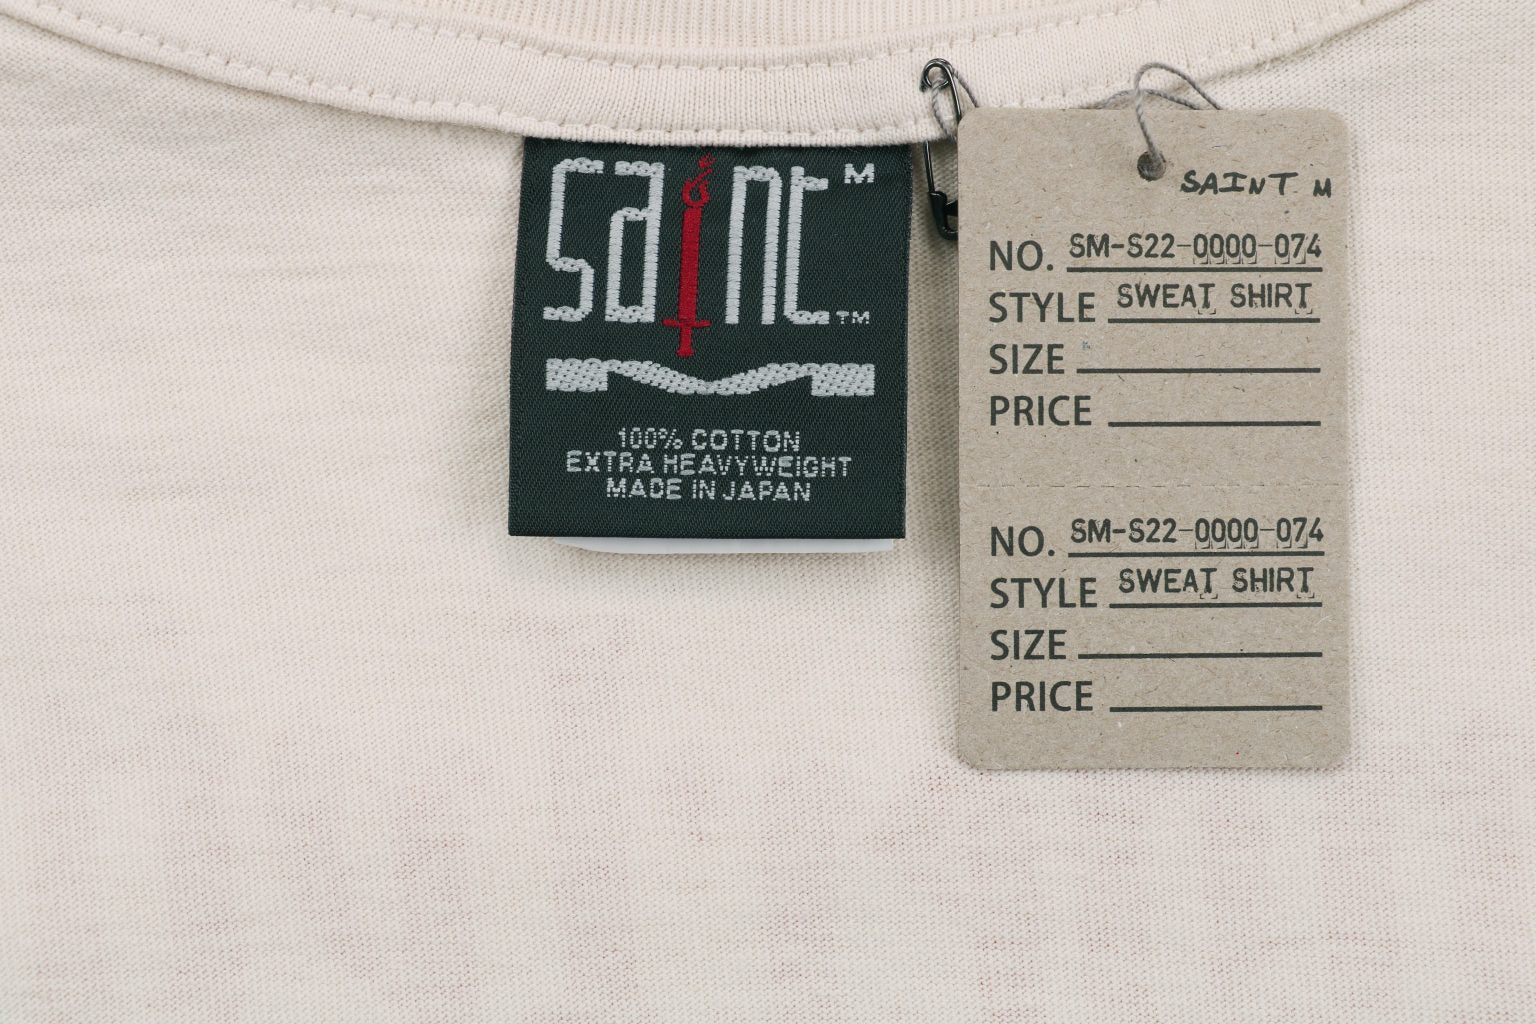 saint M
TM
100% COTTON
EXTRA HEAVYWEIGHT
MADE IN JAPAN
SAINT M
NO. SM-S22-0000-074
STYLE SWEAT SHIRT
SIZE
PRICE
NO. SM-S22-0000-074
STYLE SWEAT SHIRT
SIZE
PRICE